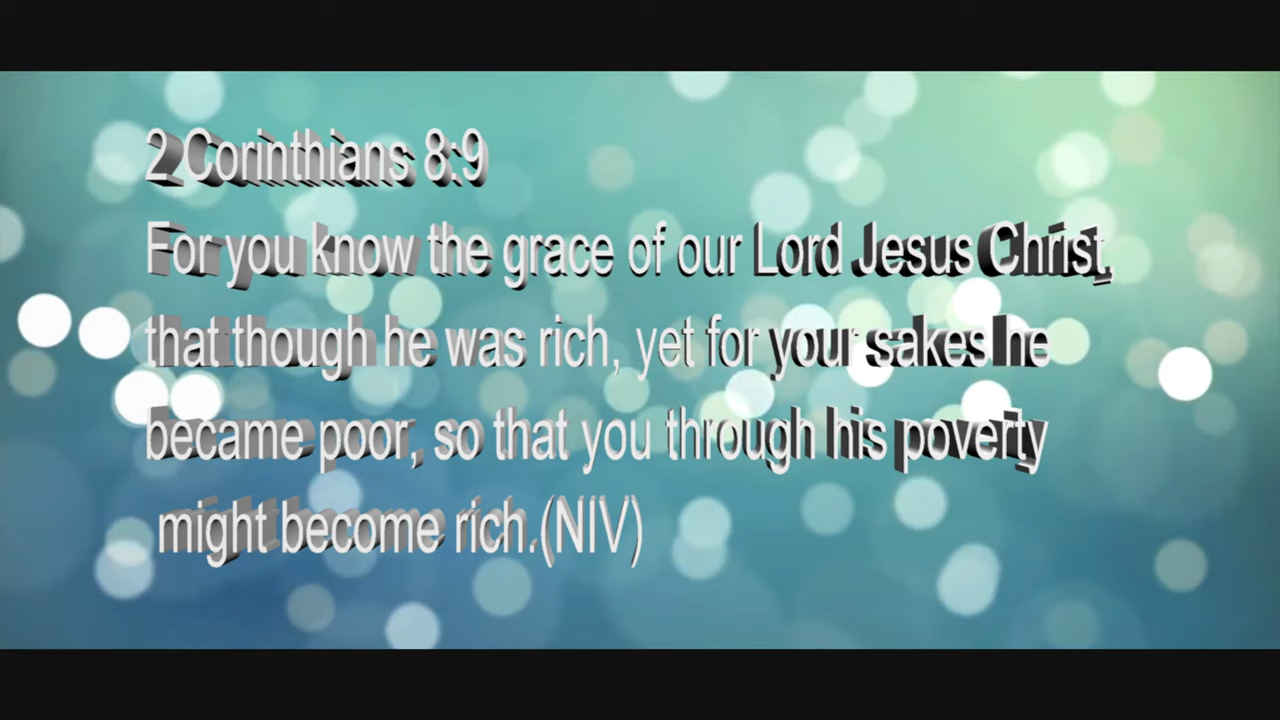 2 Corinthians 8:9
For you know the grace of our Lord Jesus Christ,
that though he was rich, yet for your sakes he
became poor, so that you through his poverty
might become rich.(NIV)